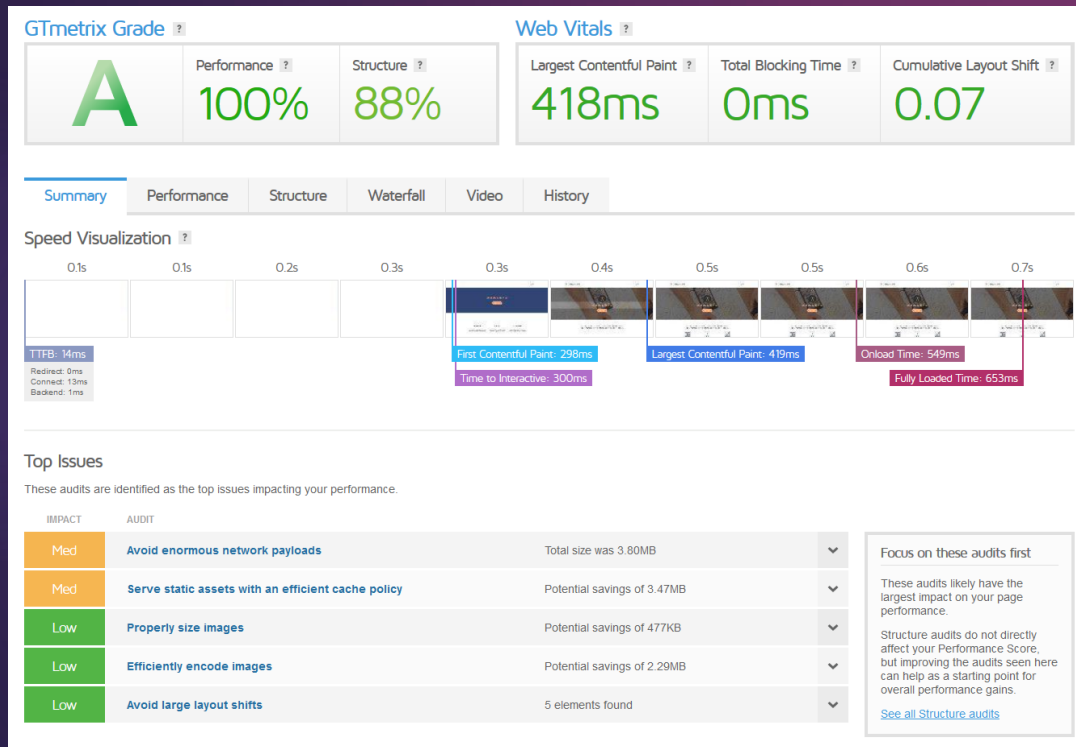 GTmetrix Grade ?
Web Vitals ?
A
Performance ?
100%
Structure ?
88%
Largest Contentful Paint ?
418ms
Total Blocking Time ?
0ms
Cumulative Layout Shift ?
0.07
Summary
Performance
Structure
Waterfall
Video
History
Speed Visualization ?
0.1s 0.1s 0.2s 0.3s 0.3s 0.4s 0.5s 0.5s 0.6s 0.7s
TTFB: 14ms
Redirect: 0ms
Connect: 13ms
Backend: 1ms
First Contentful Paint: 298ms
Time to Interactive: 300ms
Largest Contentful Paint: 419ms
Onload Time: 549ms
Fully Loaded Time: 653ms
Top Issues
These audits are identified as the top issues impacting your performance.
IMPACT AUDIT
Med Avoid enormous network payloads Total size was 3.80MB
Med Serve static assets with an efficient cache policy Potential savings of 3.47MB
Low Properly size images Potential savings of 477KB
Low Efficiently encode images Potential savings of 2.29MB
Low Avoid large layout shifts 5 elements found
Focus on these audits first
These audits likely have the
largest impact on your page
performance.
Structure audits do not directly
affect your Performance Score,
but improving the audits seen here
can help as a starting point for
overall performance gains.
See all Structure audits